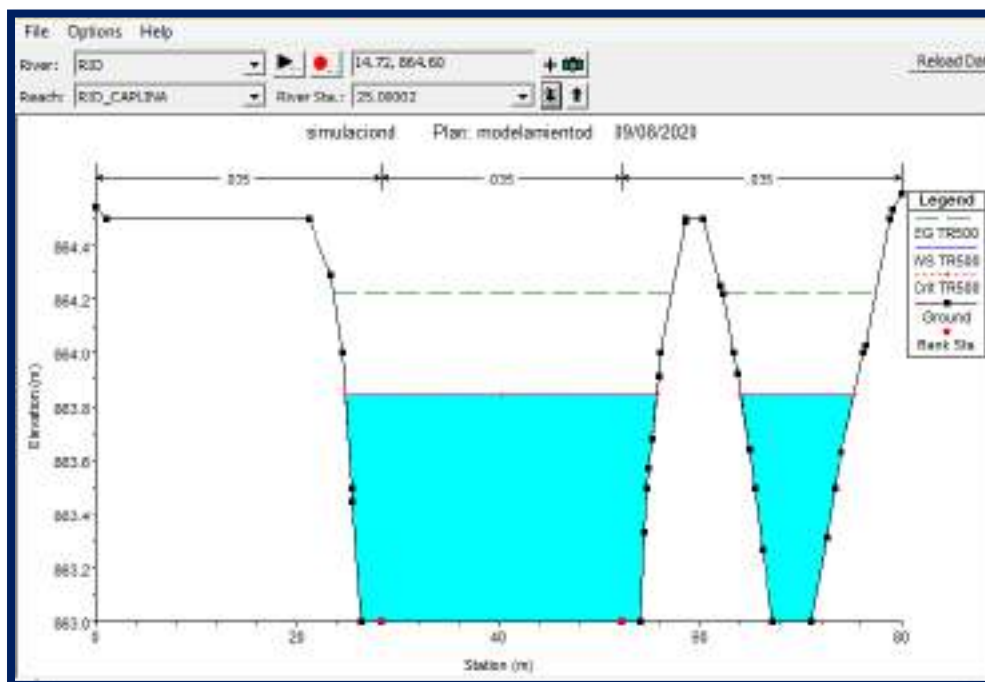 File Options Help
River: RIO 14.72, 864.60 Reload Dat
Reach: RIO_CAPLINA River Sta.: 25.00002
simulaciond Plan: modelamientod 09/08/2020
.035 .035 .035
Legend
EG TR500
WS TR500
Crit TR500
Ground
Bank Sta
Elevation (m)
864.4
864.2
864.0
863.8
863.6
863.4
863.2
863.0
0 20 40 60 80
Station (m)